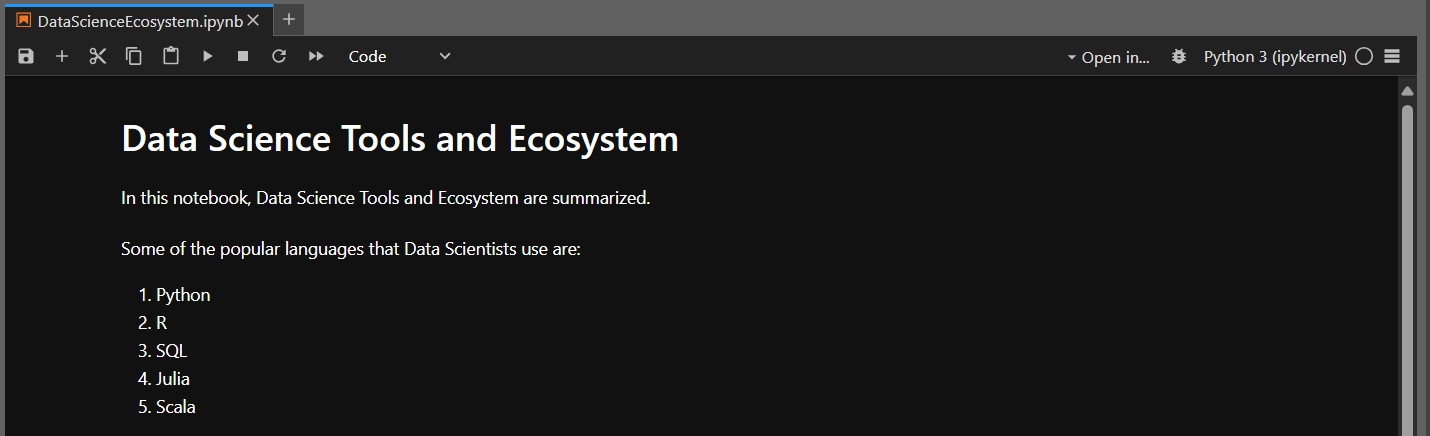 DataScienceEcosystem.ipynb
Code
Open in...
Python 3 (ipykernel)
Data Science Tools and Ecosystem
In this notebook, Data Science Tools and Ecosystem are summarized.
Some of the popular languages that Data Scientists use are:
1. Python
2. R
3. SQL
4. Julia
5. Scala